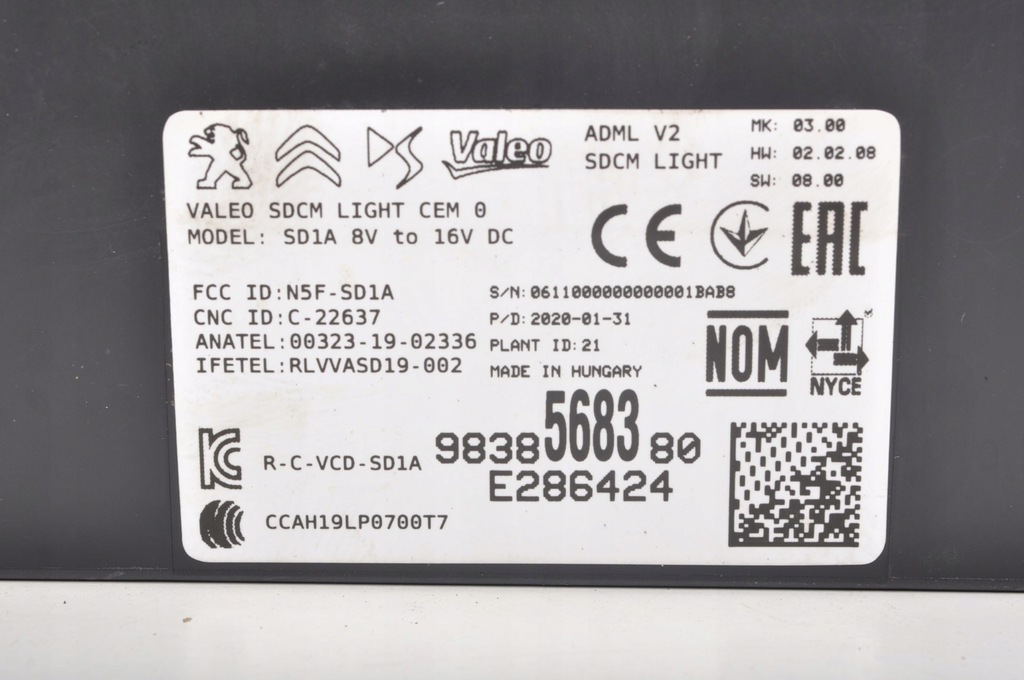 Valeo
ADML V2
SDCM LIGHT
MK: 03.00
HW: 02.02.08
SW: 08.00
VALEO SDCM LIGHT CEM 0
MODEL: SD1A 8V to 16V DC
CE
EAC
FCC ID:N5F-SD1A
CNC ID:C-22637
ANATEL:00323-19-02336
IFETEL:RLVVASD19-002
S/N:0611000000000001BAB8
P/D:2020-01-31
PLANT ID:21
MADE IN HUNGARY
NOM
NYCE
R-C-VCD-SD1A
98385683 80
E286424
CCAH19LP0700T7